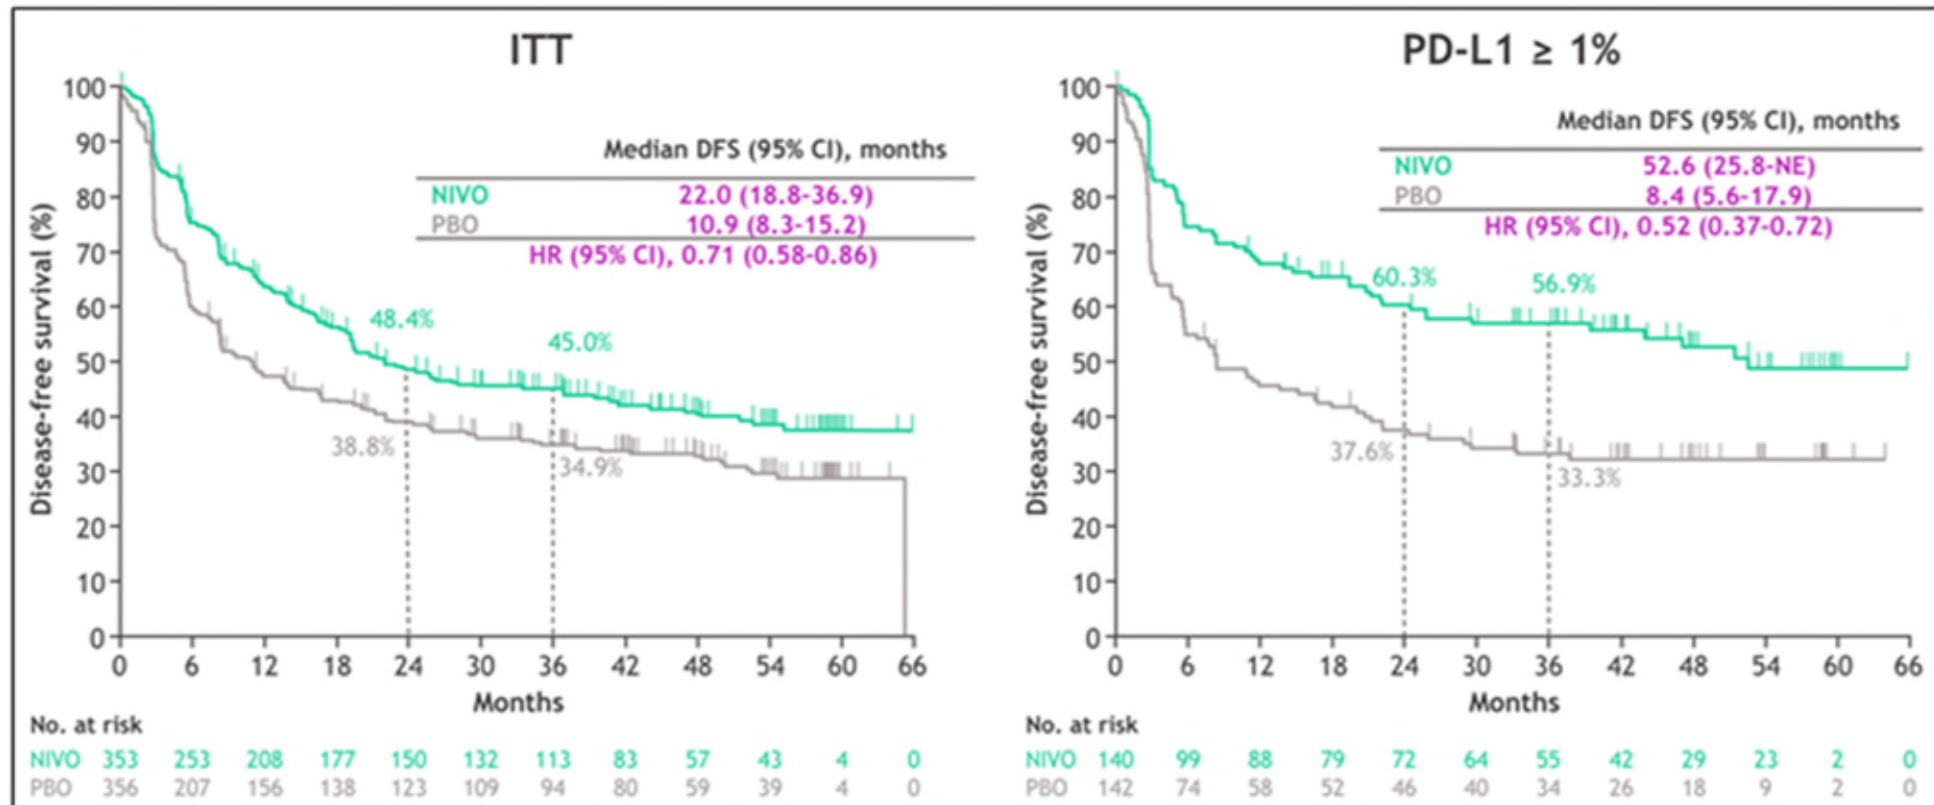 ITT
Median DFS (95% CI), months
NIVO 22.0 (18.8-36.9)
PBO 10.9 (8.3-15.2)
HR (95% CI), 0.71 (0.58-0.86)
Disease-free survival (%)
100
90
80
70
60
50
40
30
20
10
0
48.4%
45.0%
38.8%
34.9%
0 6 12 18 24 30 36 42 48 54 60 66
Months
No. at risk
NIVO 353 253 208 177 150 132 113 83 57 43 4 0
PBO 356 207 156 138 123 109 94 80 59 39 4 0
PD-L1 ≥ 1%
Median DFS (95% CI), months
NIVO 52.6 (25.8-NE)
PBO 8.4 (5.6-17.9)
HR (95% CI), 0.52 (0.37-0.72)
Disease-free survival (%)
100
90
80
70
60
50
40
30
20
10
0
60.3%
56.9%
37.6%
33.3%
0 6 12 18 24 30 36 42 48 54 60 66
Months
No. at risk
NIVO 140 99 88 79 72 64 55 42 29 23 2 0
PBO 142 74 58 52 46 40 34 26 18 9 2 0